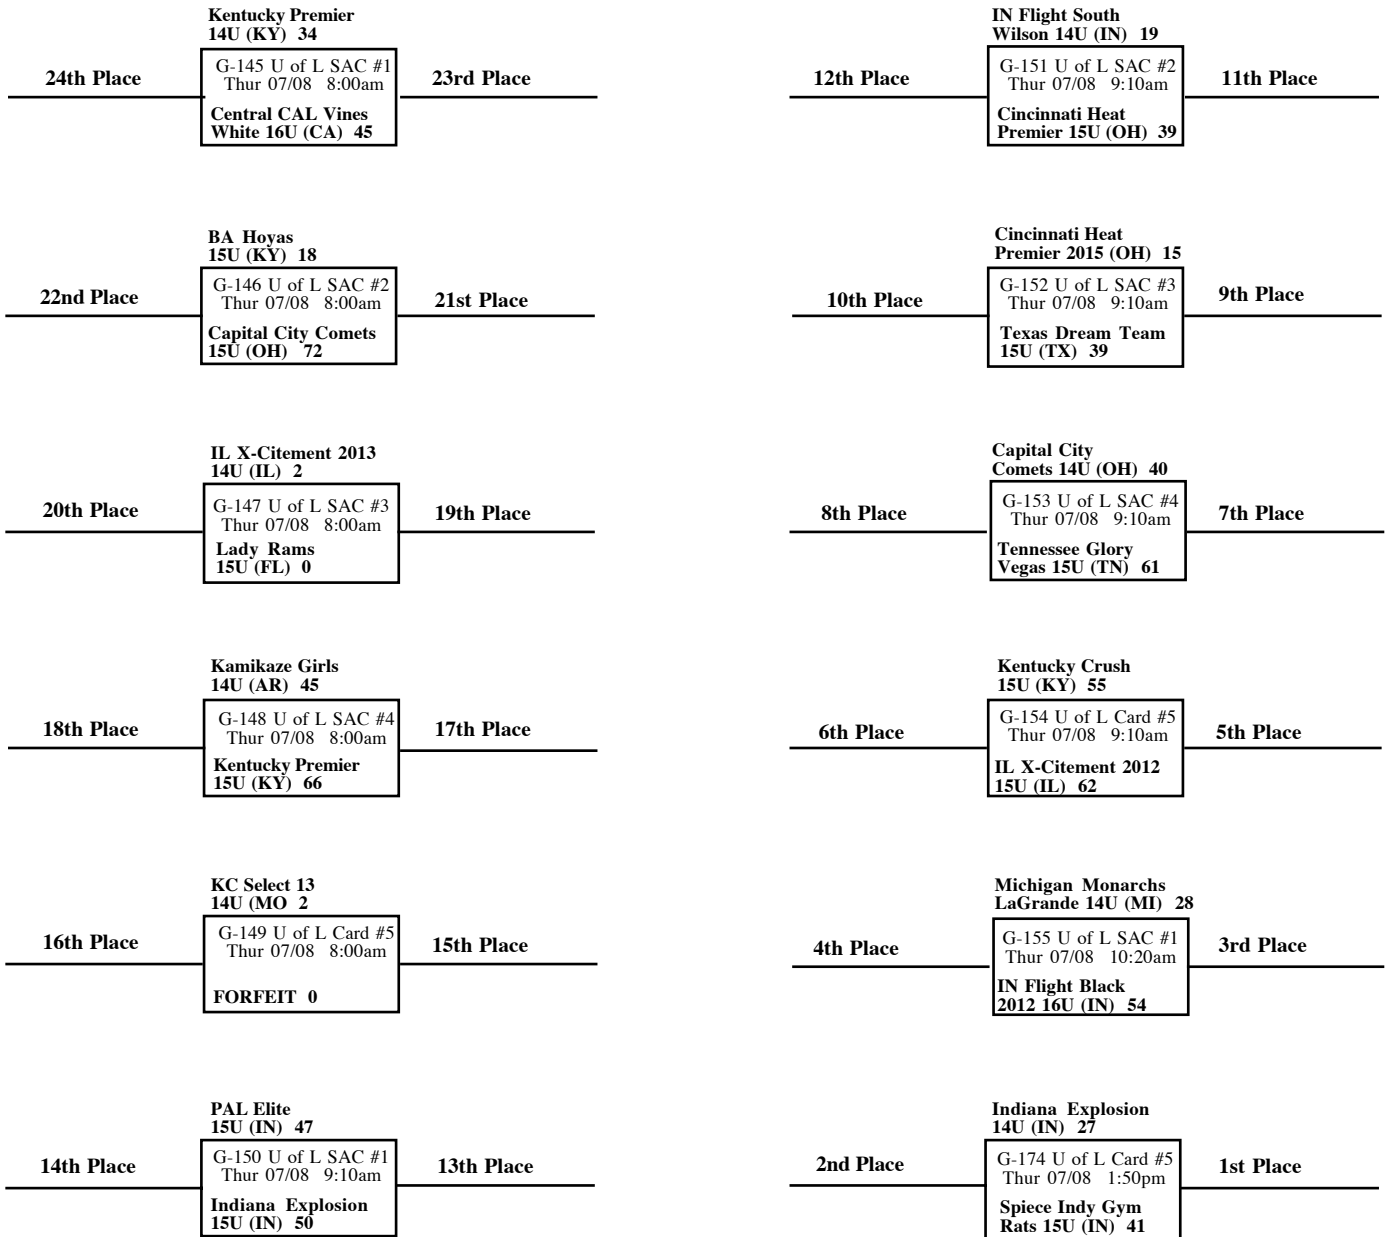 Kentucky Premier
14U (KY) 34
24th Place
G-145 U of L SAC #1
Thur 07/08 8:00am
23rd Place
Central CAL Vines
White 16U (CA) 45
BA Hoyas
15U (KY) 18
22nd Place
G-146 U of L SAC #2
Thur 07/08 8:00am
21st Place
Capital City Comets
15U (OH) 72
IL X-Citement 2013
14U (IL) 2
20th Place
G-147 U of L SAC #3
Thur 07/08 8:00am
19th Place
Lady Rams
15U (FL) 0
Kamikaze Girls
14U (AR) 45
18th Place
G-148 U of L SAC #4
Thur 07/08 8:00am
17th Place
Kentucky Premier
15U (KY) 66
KC Select 13
14U (MO 2
16th Place
G-149 U of L Card #5
Thur 07/08 8:00am
15th Place
FORFEIT 0
PAL Elite
15U (IN) 47
14th Place
G-150 U of L SAC #1
Thur 07/08 9:10am
13th Place
Indiana Explosion
15U (IN) 50
IN Flight South
Wilson 14U (IN) 19
12th Place
G-151 U of L SAC #2
Thur 07/08 9:10am
11th Place
Cincinnati Heat
Premier 15U (OH) 39
Cincinnati Heat
Premier 2015 (OH) 15
10th Place
G-152 U of L SAC #3
Thur 07/08 9:10am
9th Place
Texas Dream Team
15U (TX) 39
Capital City
Comets 14U (OH) 40
8th Place
G-153 U of L SAC #4
Thur 07/08 9:10am
7th Place
Tennessee Glory
Vegas 15U (TN) 61
Kentucky Crush
15U (KY) 55
6th Place
G-154 U of L Card #5
Thur 07/08 9:10am
5th Place
IL X-Citement 2012
15U (IL) 62
Michigan Monarchs
LaGrande 14U (MI) 28
4th Place
G-155 U of L SAC #1
Thur 07/08 10:20am
3rd Place
IN Flight Black
2012 16U (IN) 54
Indiana Explosion
14U (IN) 27
2nd Place
G-174 U of L Card #5
Thur 07/08 1:50pm
1st Place
Spiece Indy Gym
Rats 15U (IN) 41